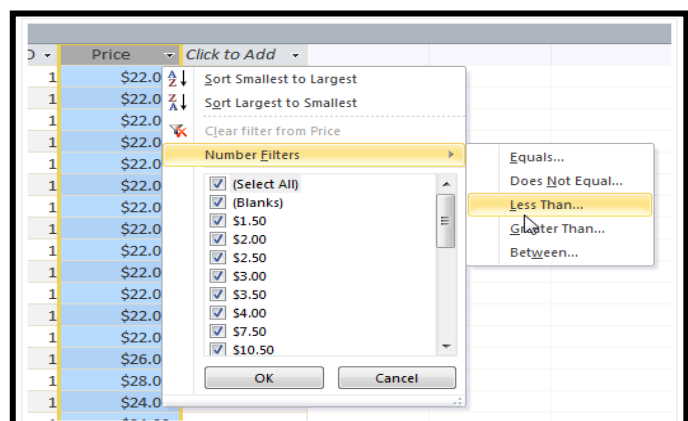 Price Click to Add
1 $22.0
1 $22.0
1 $22.0
1 $22.0
1 $22.0
1 $22.0
1 $22.0
1 $22.0
1 $22.0
1 $22.0
1 $22.0
1 $22.0
1 $22.0
1 $26.0
1 $28.0
1 $24.0
Sort Smallest to Largest
Sort Largest to Smallest
Clear filter from Price
Number Filters
(Select All)
(Blanks)
$1.50
$2.00
$2.50
$3.00
$3.50
$4.00
$7.50
$10.50
OK Cancel
Equals...
Does Not Equal...
Less Than...
Greater Than...
Between...